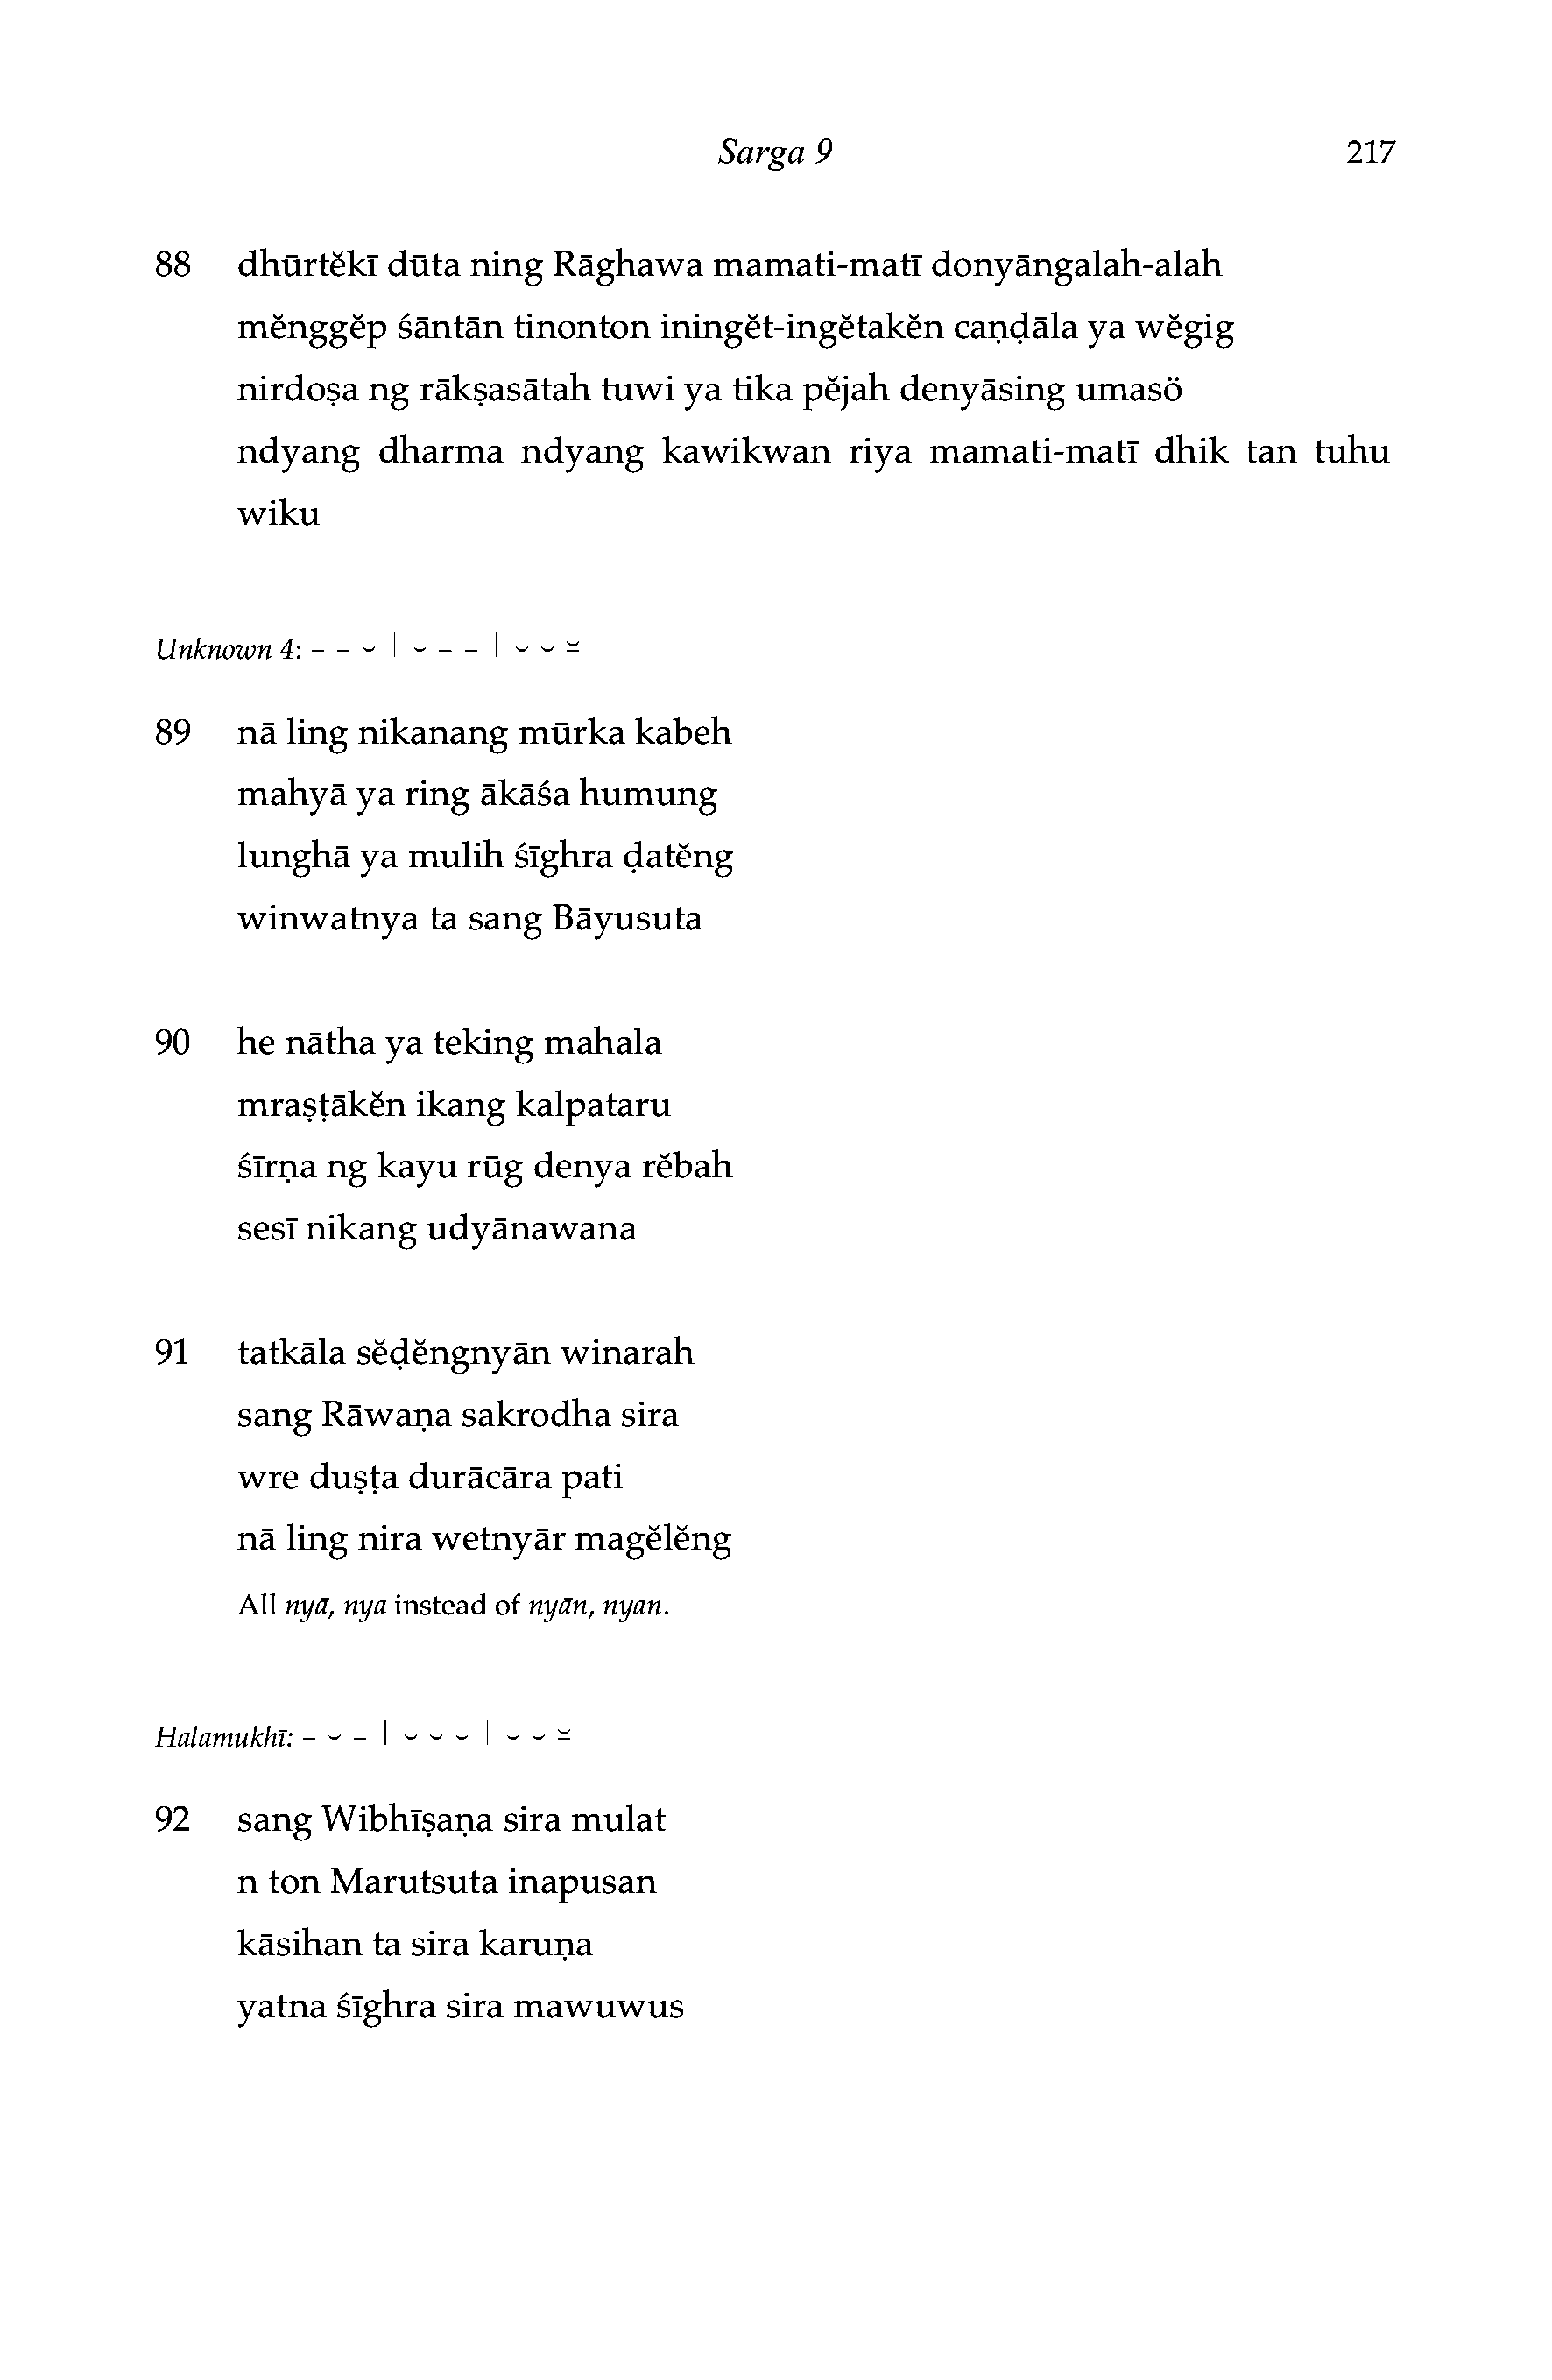 Sarga 9 217
88 dhūrtĕkī dūta ning Rāghawa mamati-matī donyāngalah-alah
mĕnggĕp śāntān tinonton iningĕt-ingĕtakĕn caṇḍāla ya wĕgig
nirdoṣa ng rākṣasātah tuwi ya tika pĕjah denyāsing umasö
ndyang dharma ndyang kawikwan riya mamati-matī dhik tan tuhu
wiku
Unknown 4: – – ⏑ | ⏑ – – | ⏑ ⏑ ⏓
89 nā ling nikanang mūrka kabeh
mahyā ya ring ākāśa humung
lunghā ya mulih śīghra ḍatĕng
winwatnya ta sang Bāyusuta
90 he nātha ya teking mahala
mraṣṭākĕn ikang kalpataru
śīrṇa ng kayu rūg denya rĕbah
sesī nikang udyānawana
91 tatkāla sĕḍĕngnyān winarah
sang Rāwaṇa sakrodha sira
wre duṣṭa durācāra pati
nā ling nira wetnyār magĕlĕng
All nyā, nya instead of nyān, nyan.
Halamukhī: – ⏑ – | ⏑ ⏑ ⏑ | ⏑ ⏑ ⏓
92 sang Wibhīṣaṇa sira mulat
n ton Marutsuta inapusan
kāsihan ta sira karuṇa
yatna śīghra sira mawuwus